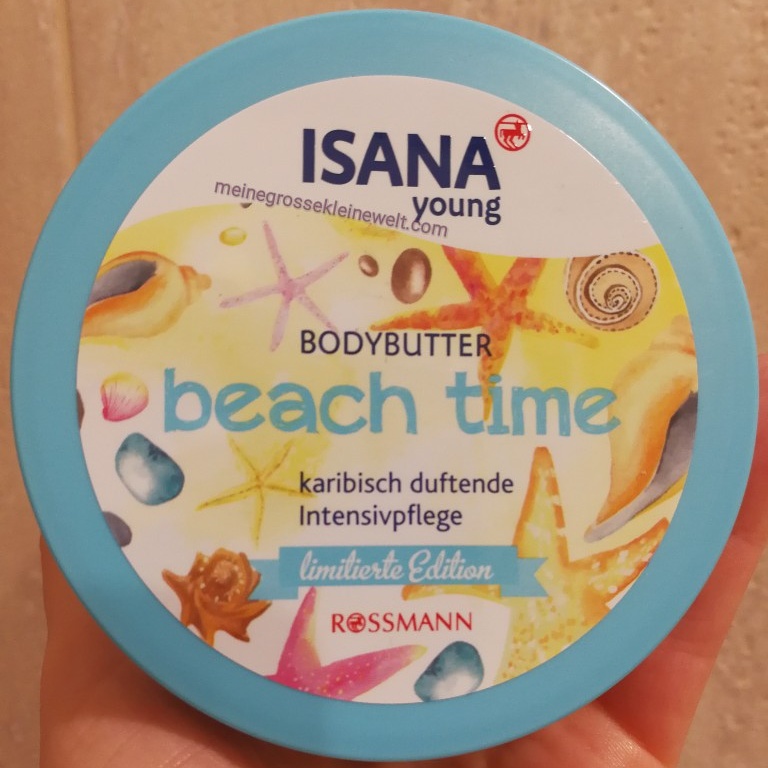 ISANA
young
meinegrossekleinewelt.com
BODYBUTTER
beach time
karibisch duftende
Intensivpflege
limitierte Edition
ROSSMANN